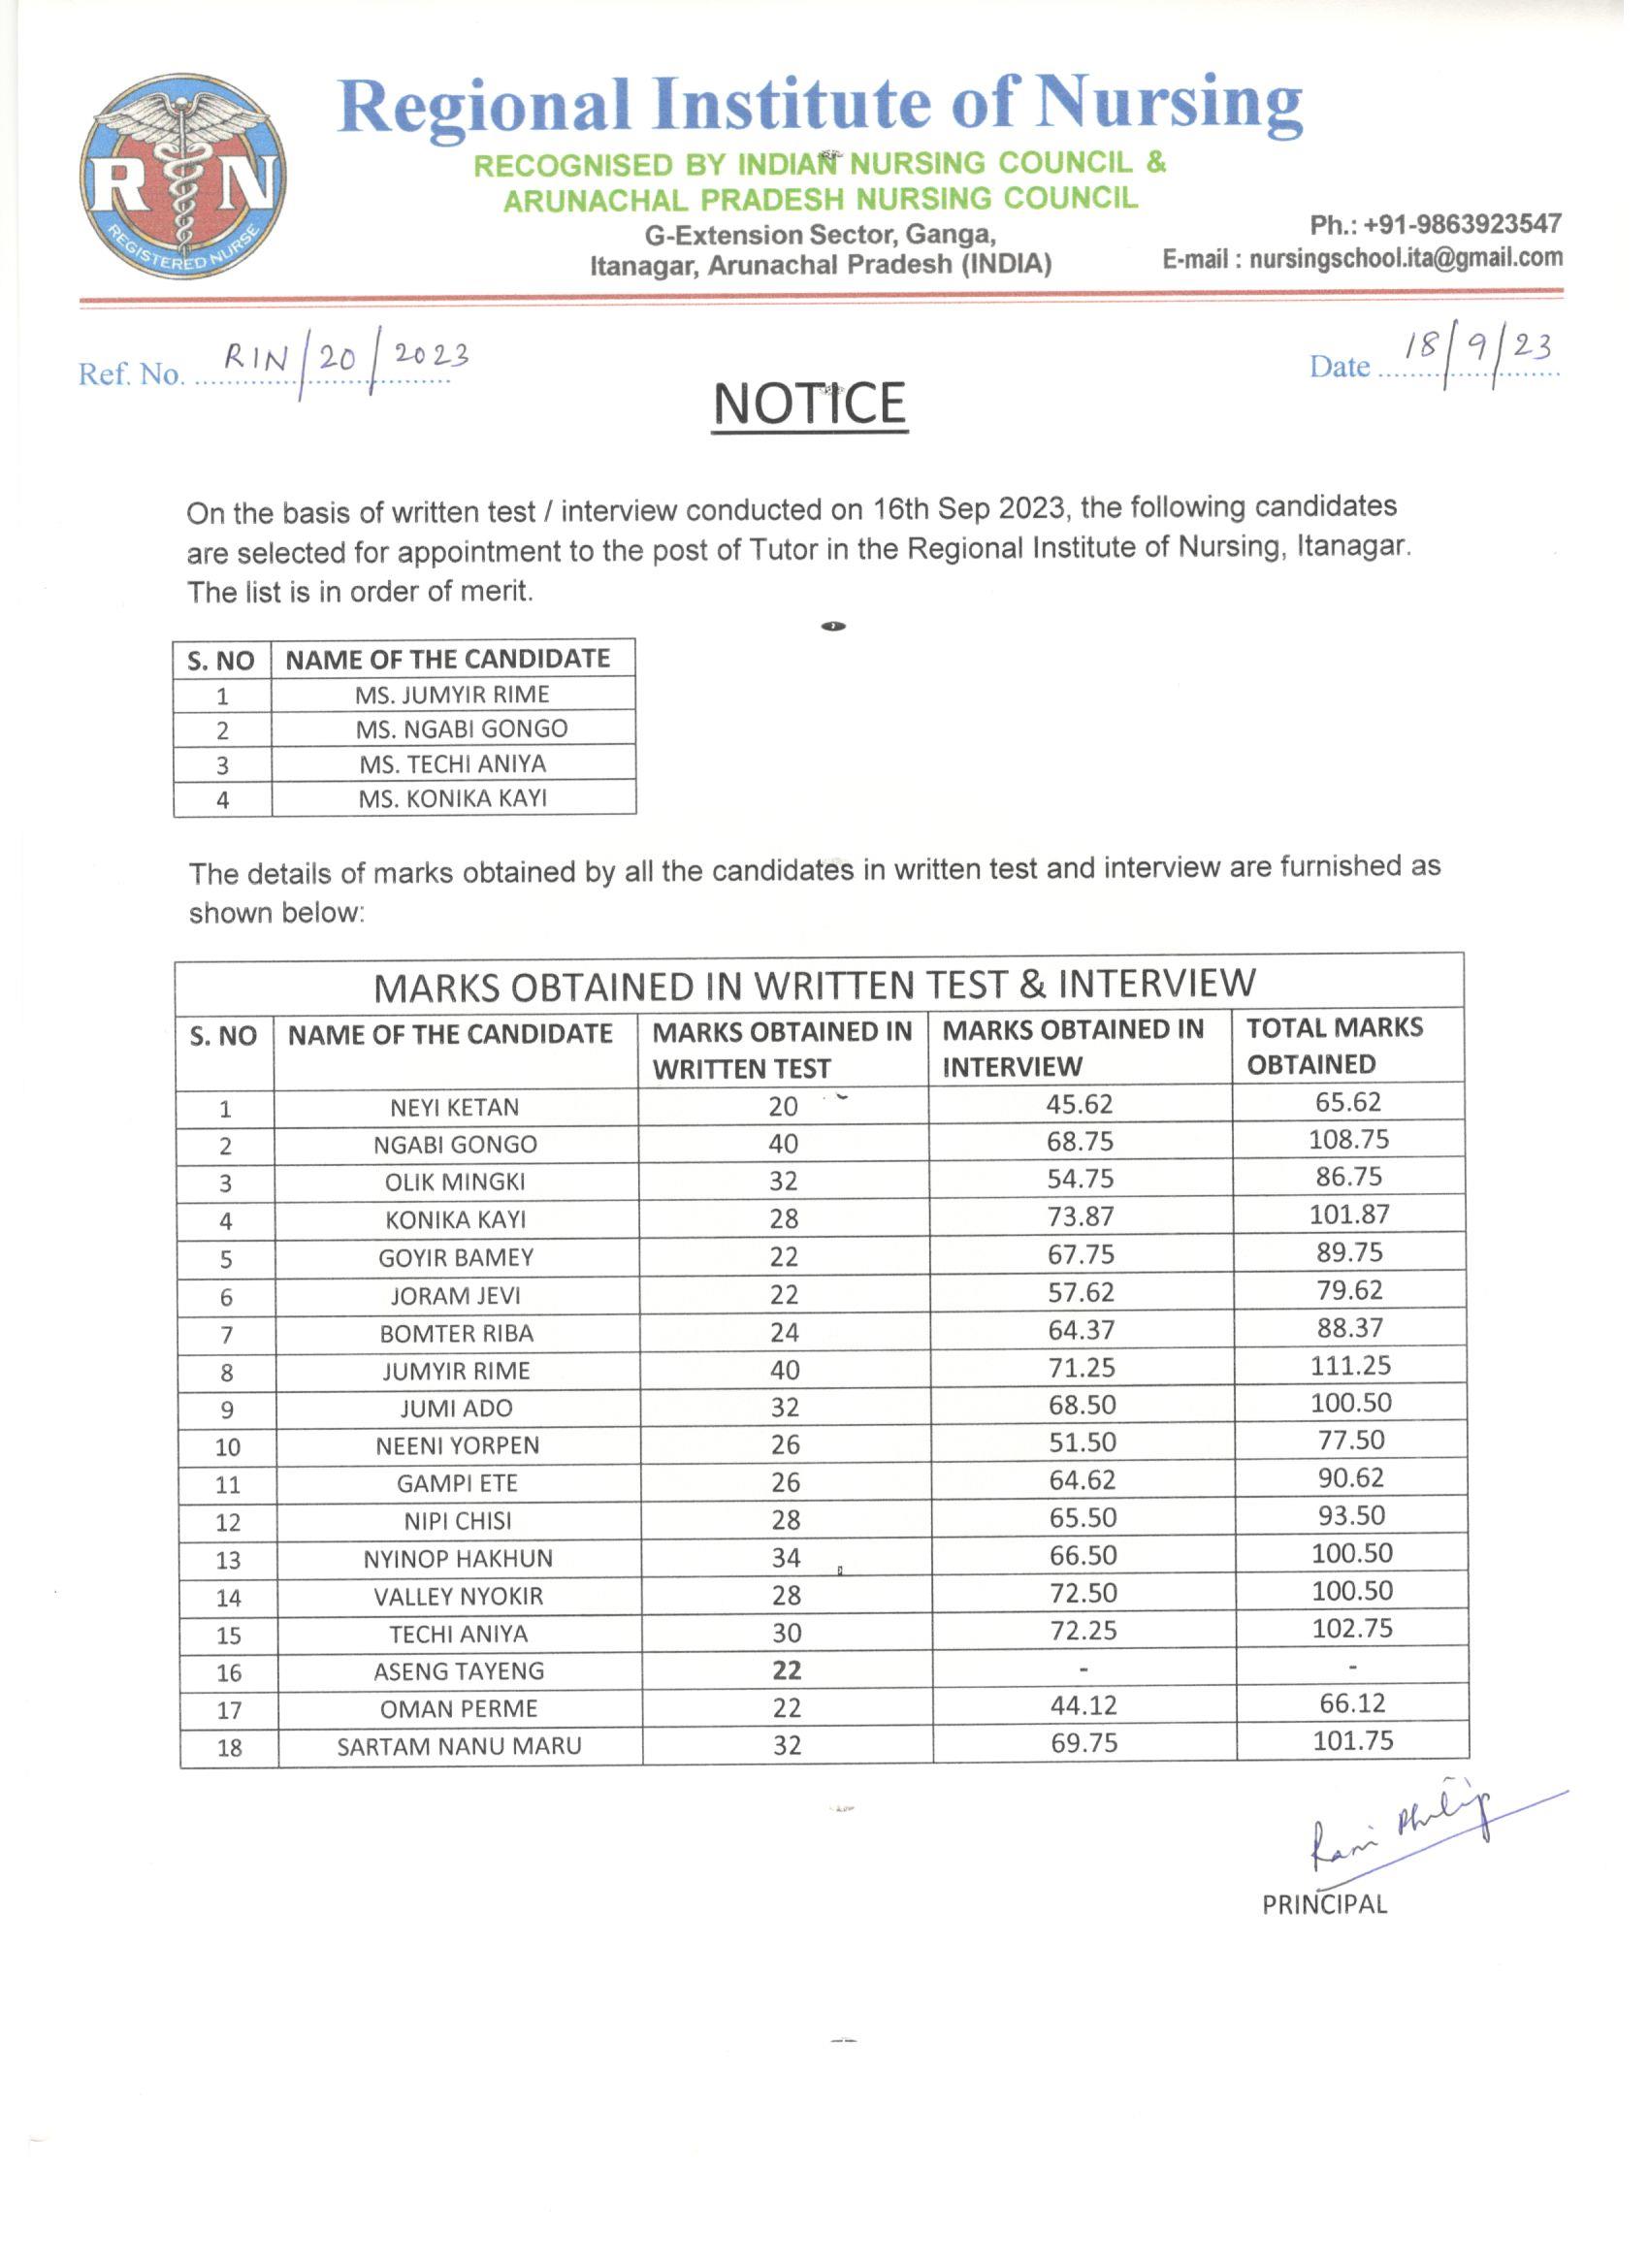 Regional Institute of Nursing
RECOGNISED BY INDIAN NURSING COUNCIL &
ARUNACHAL PRADESH NURSING COUNCIL
G-Extension Sector, Ganga,
Itanagar, Arunachal Pradesh (INDIA)
Ph.: +91-9863923547
E-mail : nursingschool.ita@gmail.com
R N
REGISTERED NURSE
Ref. No. RIN/20/2023
Date 18/9/23
NOTICE
On the basis of written test / interview conducted on 16th Sep 2023, the following candidates
are selected for appointment to the post of Tutor in the Regional Institute of Nursing, Itanagar.
The list is in order of merit.
S. NO NAME OF THE CANDIDATE
1 MS. JUMYIR RIME
2 MS. NGABI GONGO
3 MS. TECHI ANIYA
4 MS. KONIKA KAYI
The details of marks obtained by all the candidates in written test and interview are furnished as
shown below:
MARKS OBTAINED IN WRITTEN TEST & INTERVIEW
S. NO NAME OF THE CANDIDATE MARKS OBTAINED IN WRITTEN TEST MARKS OBTAINED IN INTERVIEW TOTAL MARKS OBTAINED
1 NEYI KETAN 20 45.62 65.62
2 NGABI GONGO 40 68.75 108.75
3 OLIK MINGKI 32 54.75 86.75
4 KONIKA KAYI 28 73.87 101.87
5 GOYIR BAMEY 22 67.75 89.75
6 JORAM JEVI 22 57.62 79.62
7 BOMTER RIBA 24 64.37 88.37
8 JUMYIR RIME 40 71.25 111.25
9 JUMI ADO 32 68.50 100.50
10 NEENI YORPEN 26 51.50 77.50
11 GAMPI ETE 26 64.62 90.62
12 NIPI CHISI 28 65.50 93.50
13 NYINOP HAKHUN 34 66.50 100.50
14 VALLEY NYOKIR 28 72.50 100.50
15 TECHI ANIYA 30 72.25 102.75
16 ASENG TAYENG 22 - -
17 OMAN PERME 22 44.12 66.12
18 SARTAM NANU MARU 32 69.75 101.75
Rani Philip
PRINCIPAL